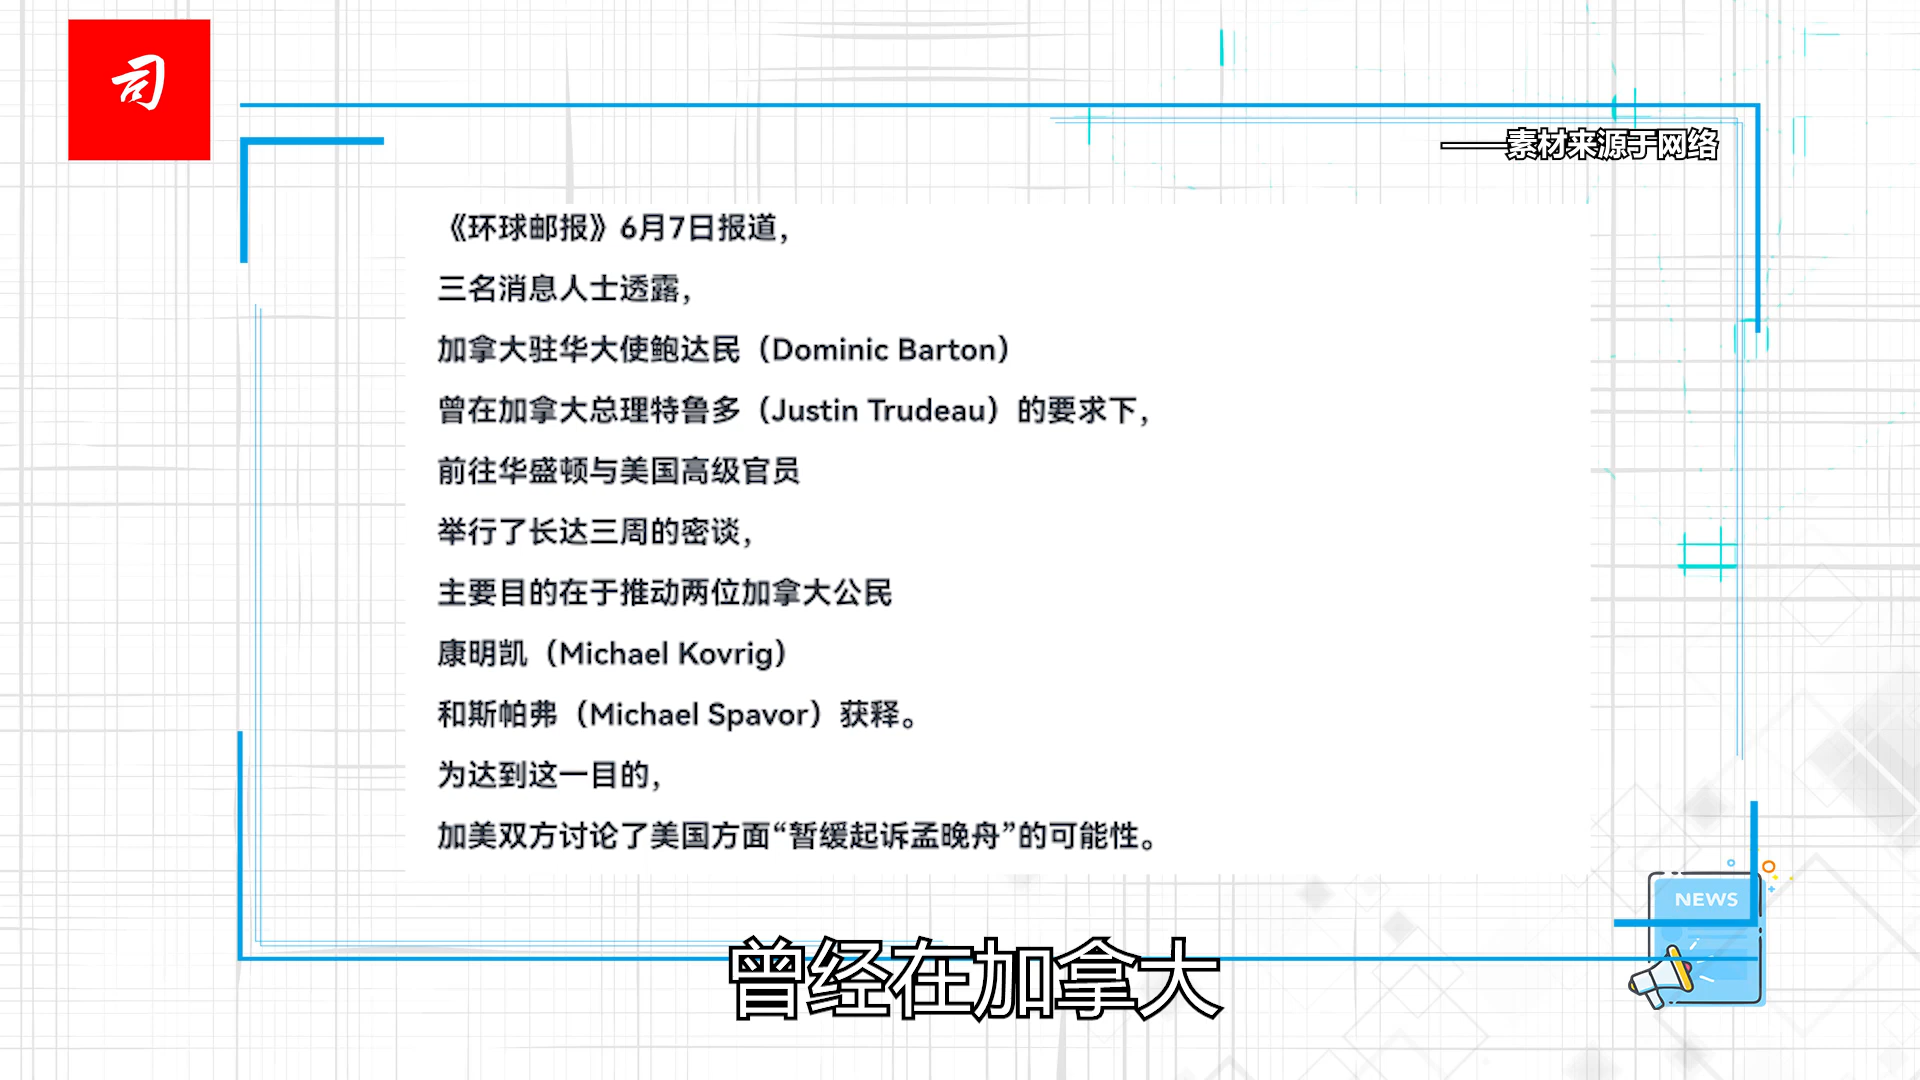 司
——素材来源于网络
《环球邮报》6月7日报道，
三名消息人士透露，
加拿大驻华大使鲍达民（Dominic Barton）
曾在加拿大总理特鲁多（Justin Trudeau）的要求下，
前往华盛顿与美国高级官员
举行了长达三周的密谈，
主要目的在于推动两位加拿大公民
康明凯（Michael Kovrig）
和斯帕弗（Michael Spavor）获释。
为达到这一目的，
加美双方讨论了美国方面“暂缓起诉孟晚舟”的可能性。
NEWS
曾经在加拿大